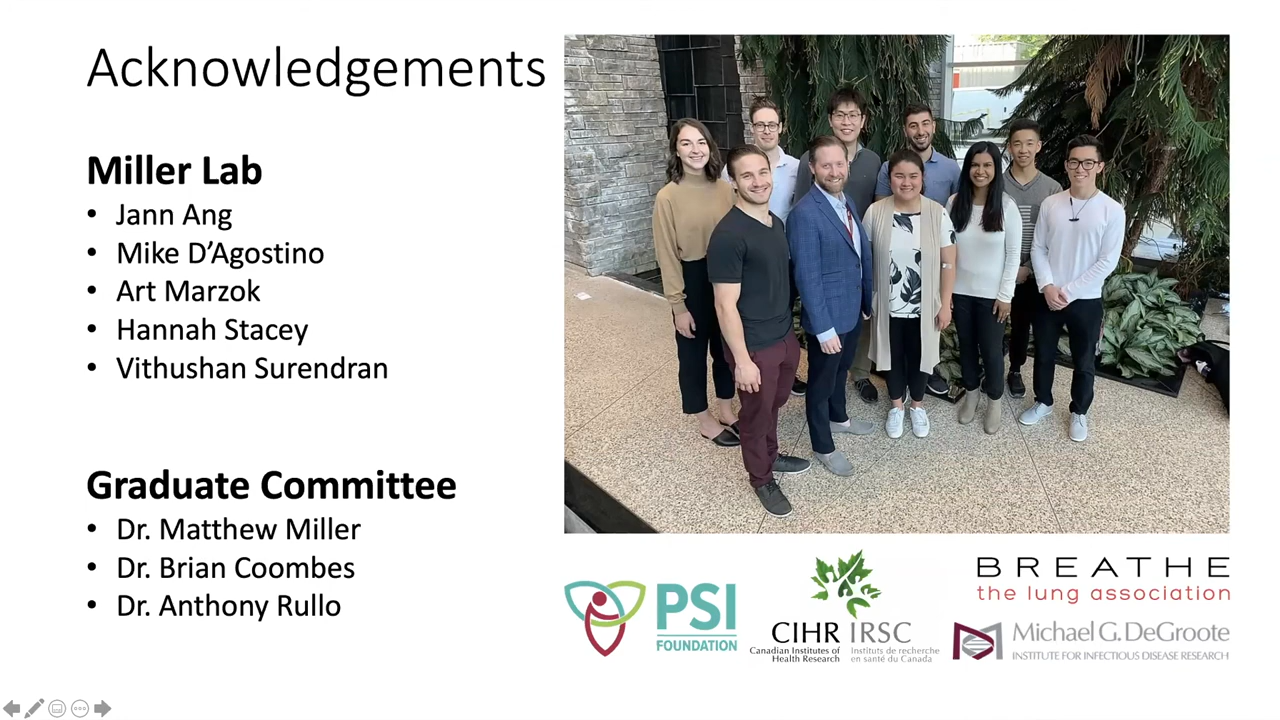 Acknowledgements
Miller Lab
• Jann Ang
• Mike D’Agostino
• Art Marzok
• Hannah Stacey
• Vithushan Surendran
Graduate Committee
• Dr. Matthew Miller
• Dr. Brian Coombes
• Dr. Anthony Rullo
PSI
FOUNDATION
CIHR IRSC
Canadian Institutes of
Health Research
Instituts de recherche
en santé du Canada
BREATHE
the lung association
Michael G. DeGroote
INSTITUTE FOR INFECTIOUS DISEASE RESEARCH